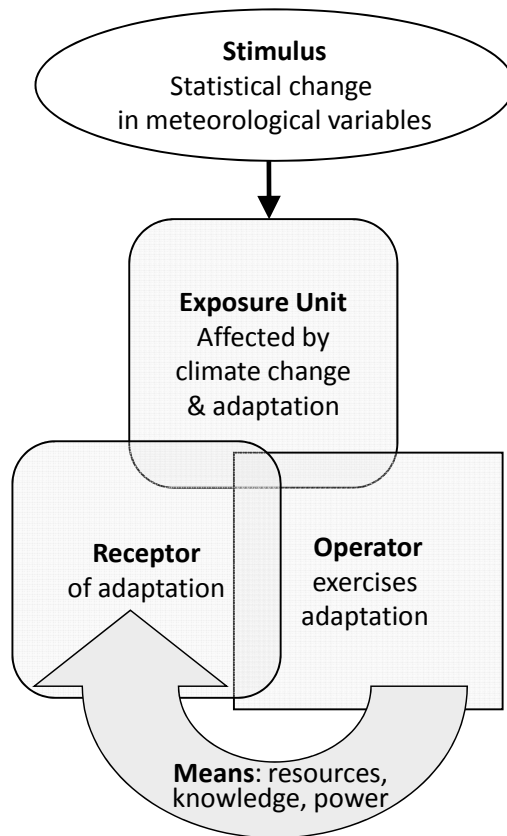 Stimulus
Statistical change
in meteorological variables
Exposure Unit
Affected by
climate change
& adaptation
Receptor
of adaptation
Operator
exercises
adaptation
Means: resources,
knowledge, power